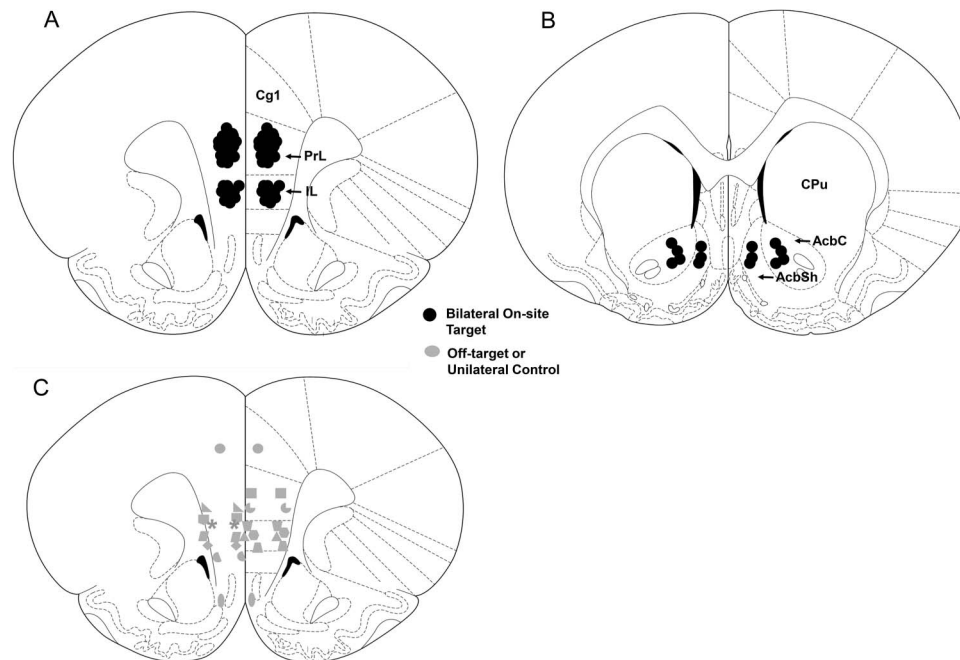 A
Cg1
PrL
IL
B
CPu
AcbC
AcbSh
Bilateral On-site
Target
Off-target or
Unilateral Control
C